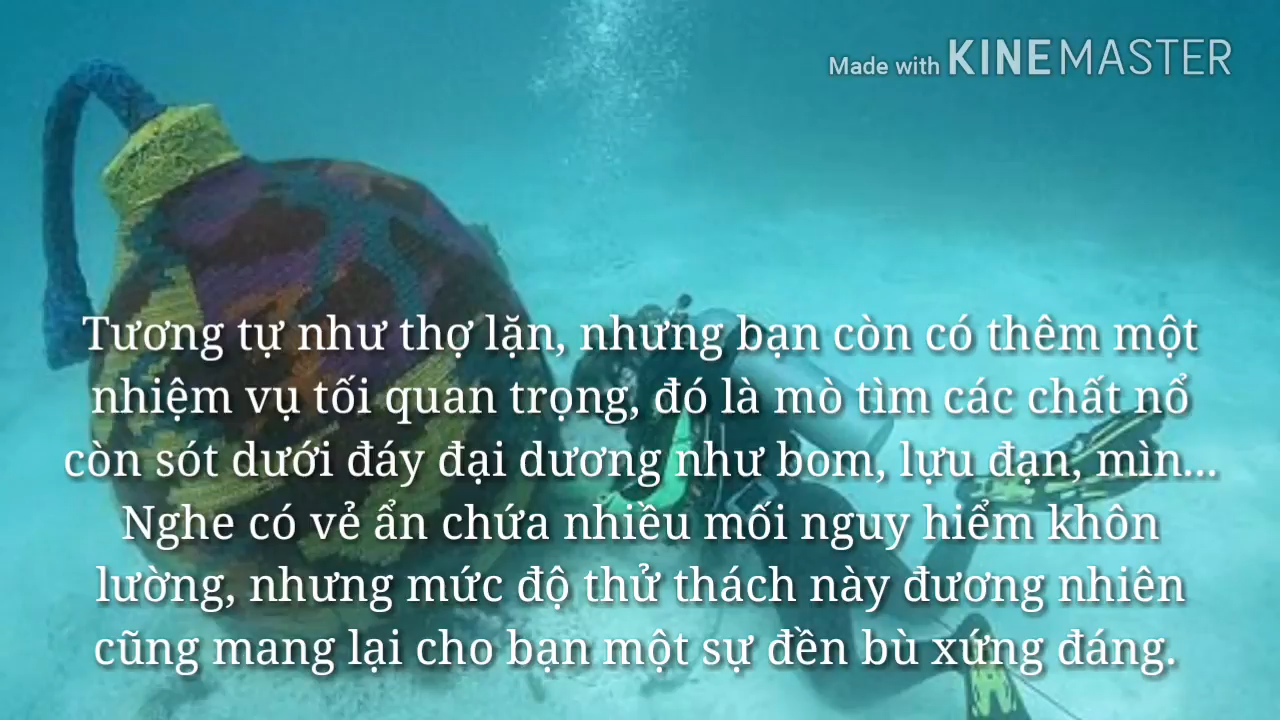 Made with KINEMASTER
Tương tự như thợ lặn, nhưng bạn còn có thêm một
nhiệm vụ tối quan trọng, đó là mò tìm các chất nổ
còn sót dưới đáy đại dương như bom, lựu đạn, mìn...
Nghe có vẻ ẩn chứa nhiều mối nguy hiểm khôn
lường, nhưng mức độ thử thách này đương nhiên
cũng mang lại cho bạn một sự đền bù xứng đáng.